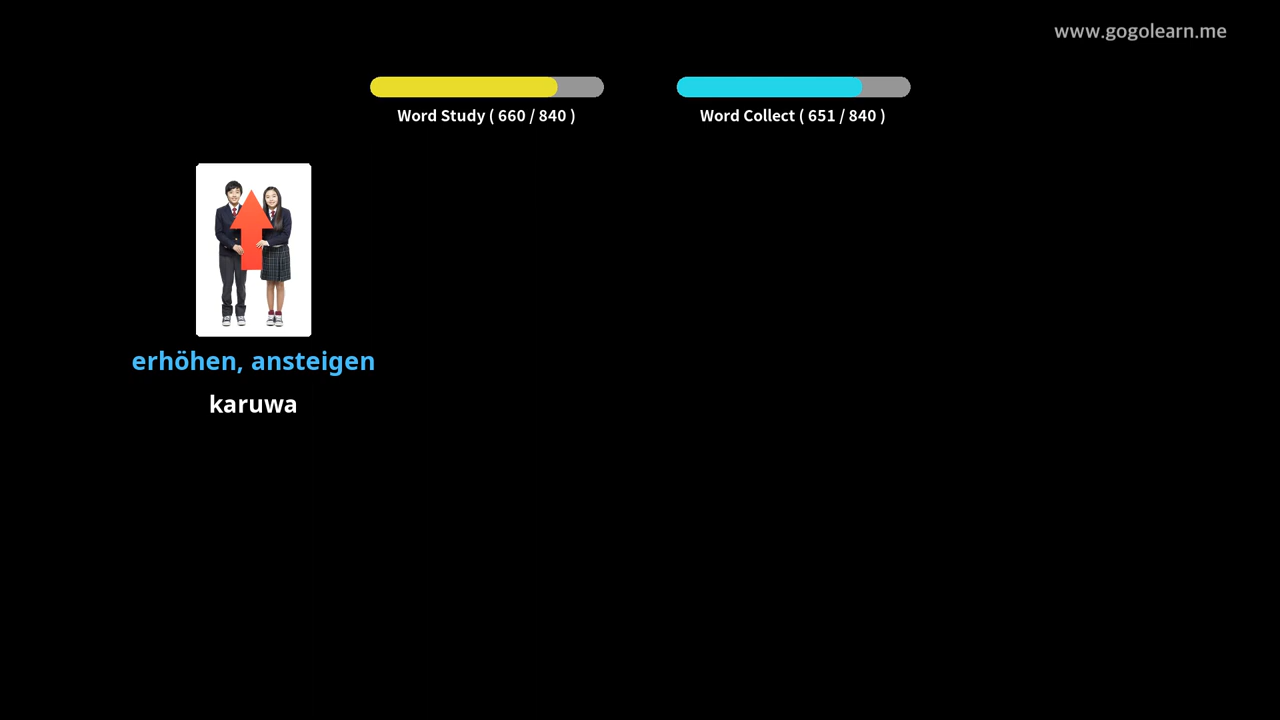 www.gogolearn.me
Word Study ( 660 / 840 )
Word Collect ( 651 / 840 )
erhöhen, ansteigen
karuwa